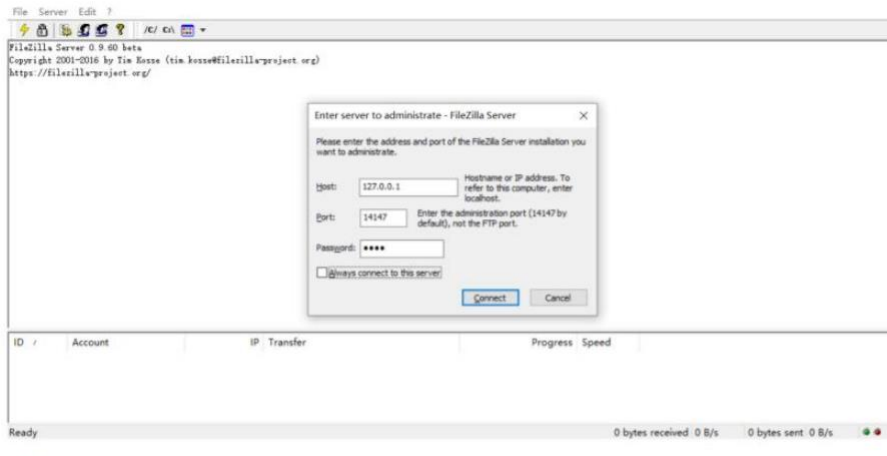 File Server Edit ?
/C/ C:\
FileZilla Server 0.9.60 beta
Copyright 2001-2016 by Tim Kosse (tim.kosse@filezilla-project.org)
https://filezilla-project.org/
Enter server to administrate - FileZilla Server
Please enter the address and port of the FileZilla Server installation you
want to administrate.
Host: 127.0.0.1
Hostname or IP address. To
refer to this computer, enter
localhost.
Port: 14147
Enter the administration port (14147 by
default), not the FTP port.
Password: ●●●●
Always connect to this server
Connect Cancel
ID / Account IP Transfer Progress Speed
Ready 0 bytes received 0 B/s 0 bytes sent 0 B/s